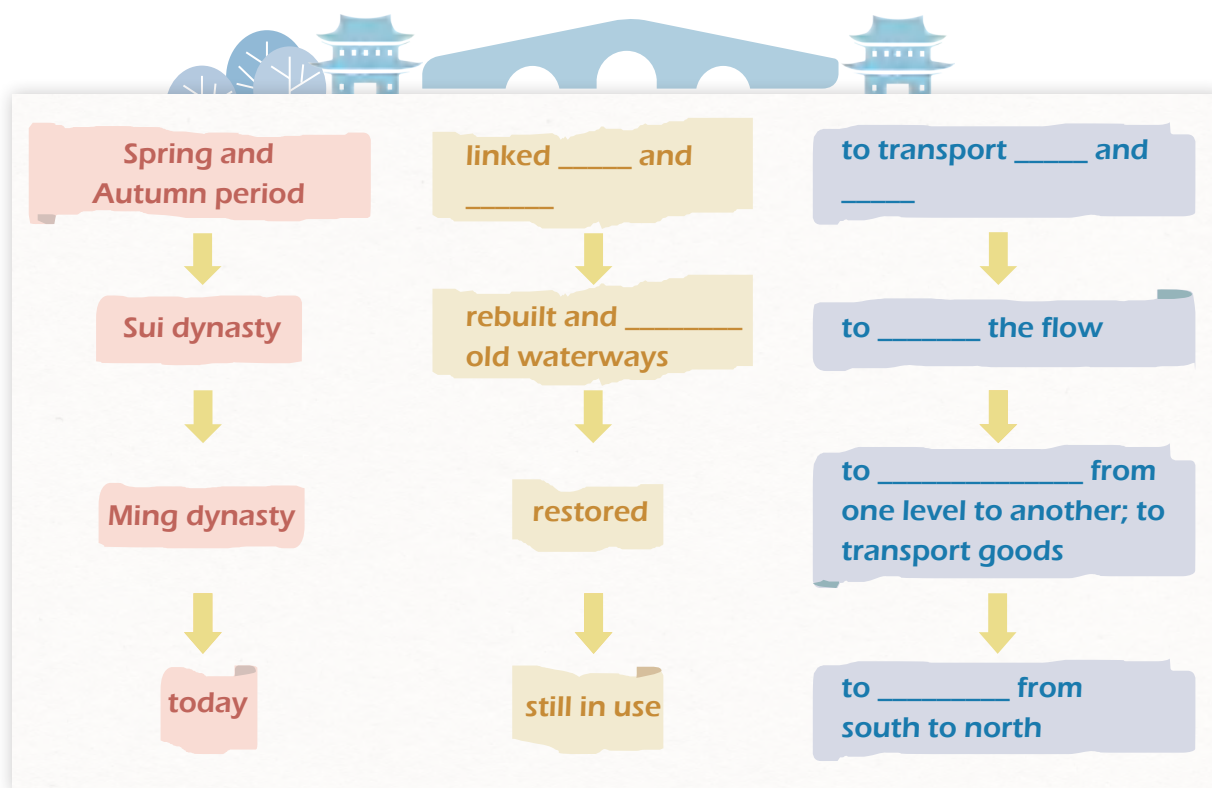 Spring and
Autumn period
linked _____ and
______
to transport _____ and
_____
Sui dynasty
rebuilt and ________
old waterways
to _______ the flow
Ming dynasty
restored
to ______________ from
one level to another; to
transport goods
today
still in use
to _________ from
south to north